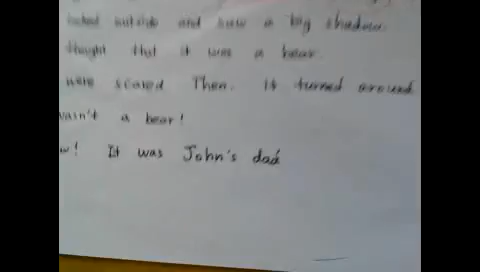 outside and saw a big shadow.
thought that it was a bear.
were scared Then. It turned around
wasn't a bear!
w! It was John's dad